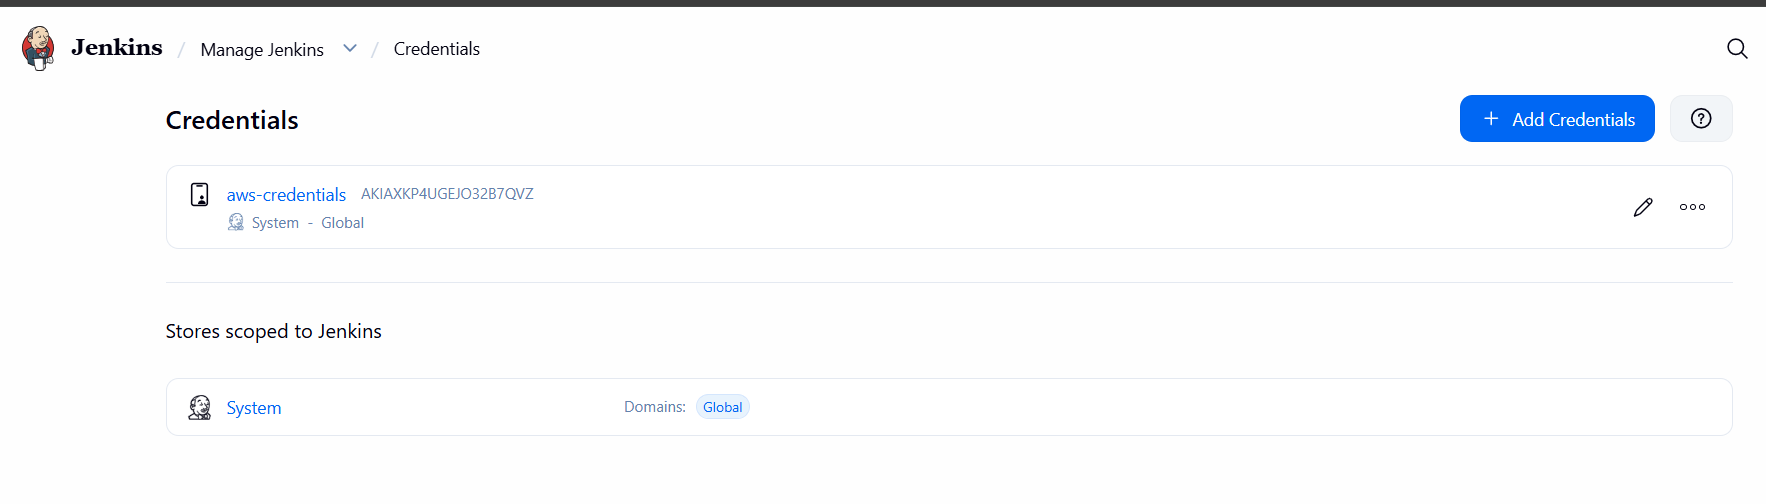 Jenkins / Manage Jenkins / Credentials
Credentials
+ Add Credentials
aws-credentials AKIAXKP4UGEJO32B7QVZ
System - Global
Stores scoped to Jenkins
System Domains: Global